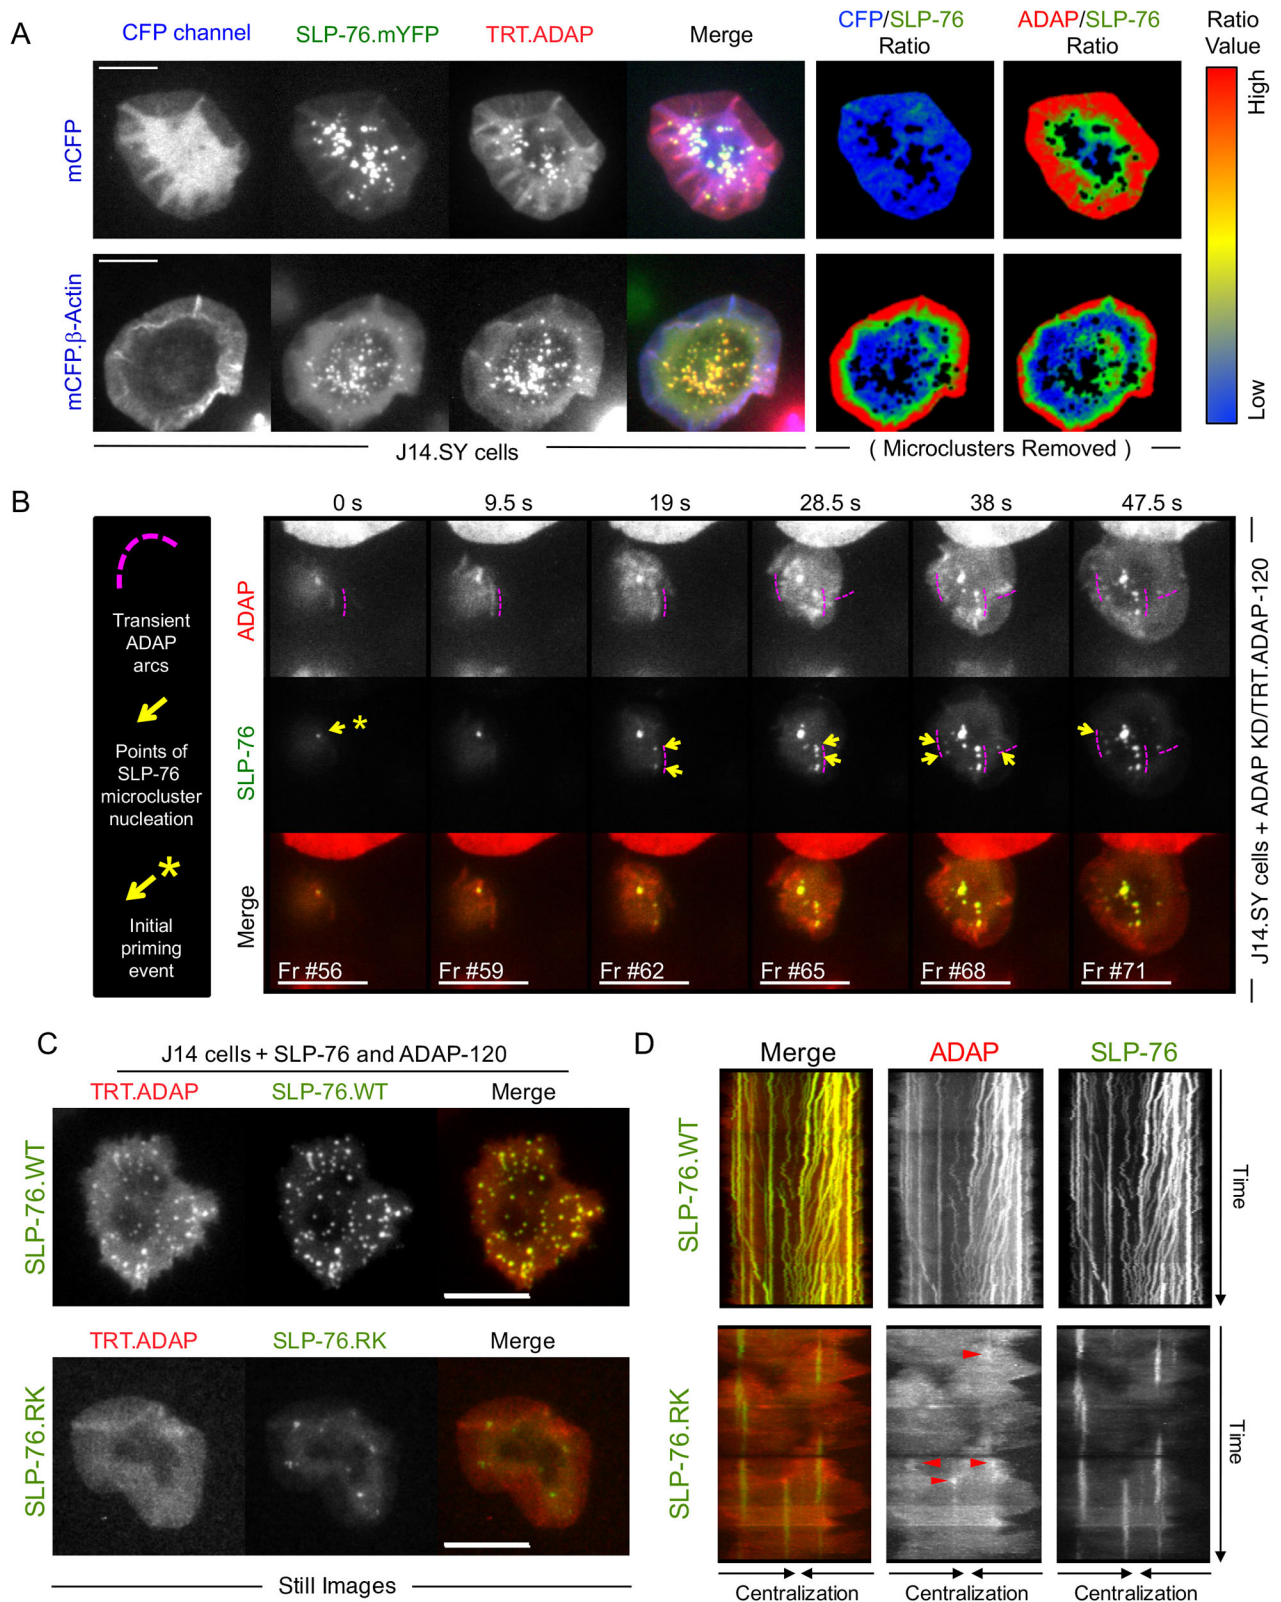 A
CFP channel
SLP-76.mYFP
TRT.ADAP
Merge
CFP/SLP-76
Ratio
ADAP/SLP-76
Ratio
Ratio
Value
mCFP
mCFP.β-Actin
High
Low
J14.SY cells
( Microclusters Removed )
B
0 s
9.5 s
19 s
28.5 s
38 s
47.5 s
Transient
ADAP
arcs
Points of
SLP-76
microcluster
nucleation
*
Initial
priming
event
ADAP
SLP-76
Merge
*
Fr #56
Fr #59
Fr #62
Fr #65
Fr #68
Fr #71
J14.SY cells + ADAP KD/TRT.ADAP-120
C
J14 cells + SLP-76 and ADAP-120
TRT.ADAP
SLP-76.WT
Merge
SLP-76.WT
TRT.ADAP
SLP-76.RK
Merge
SLP-76.RK
Still Images
D
Merge
ADAP
SLP-76
SLP-76.WT
Time
SLP-76.RK
Time
Centralization
Centralization
Centralization